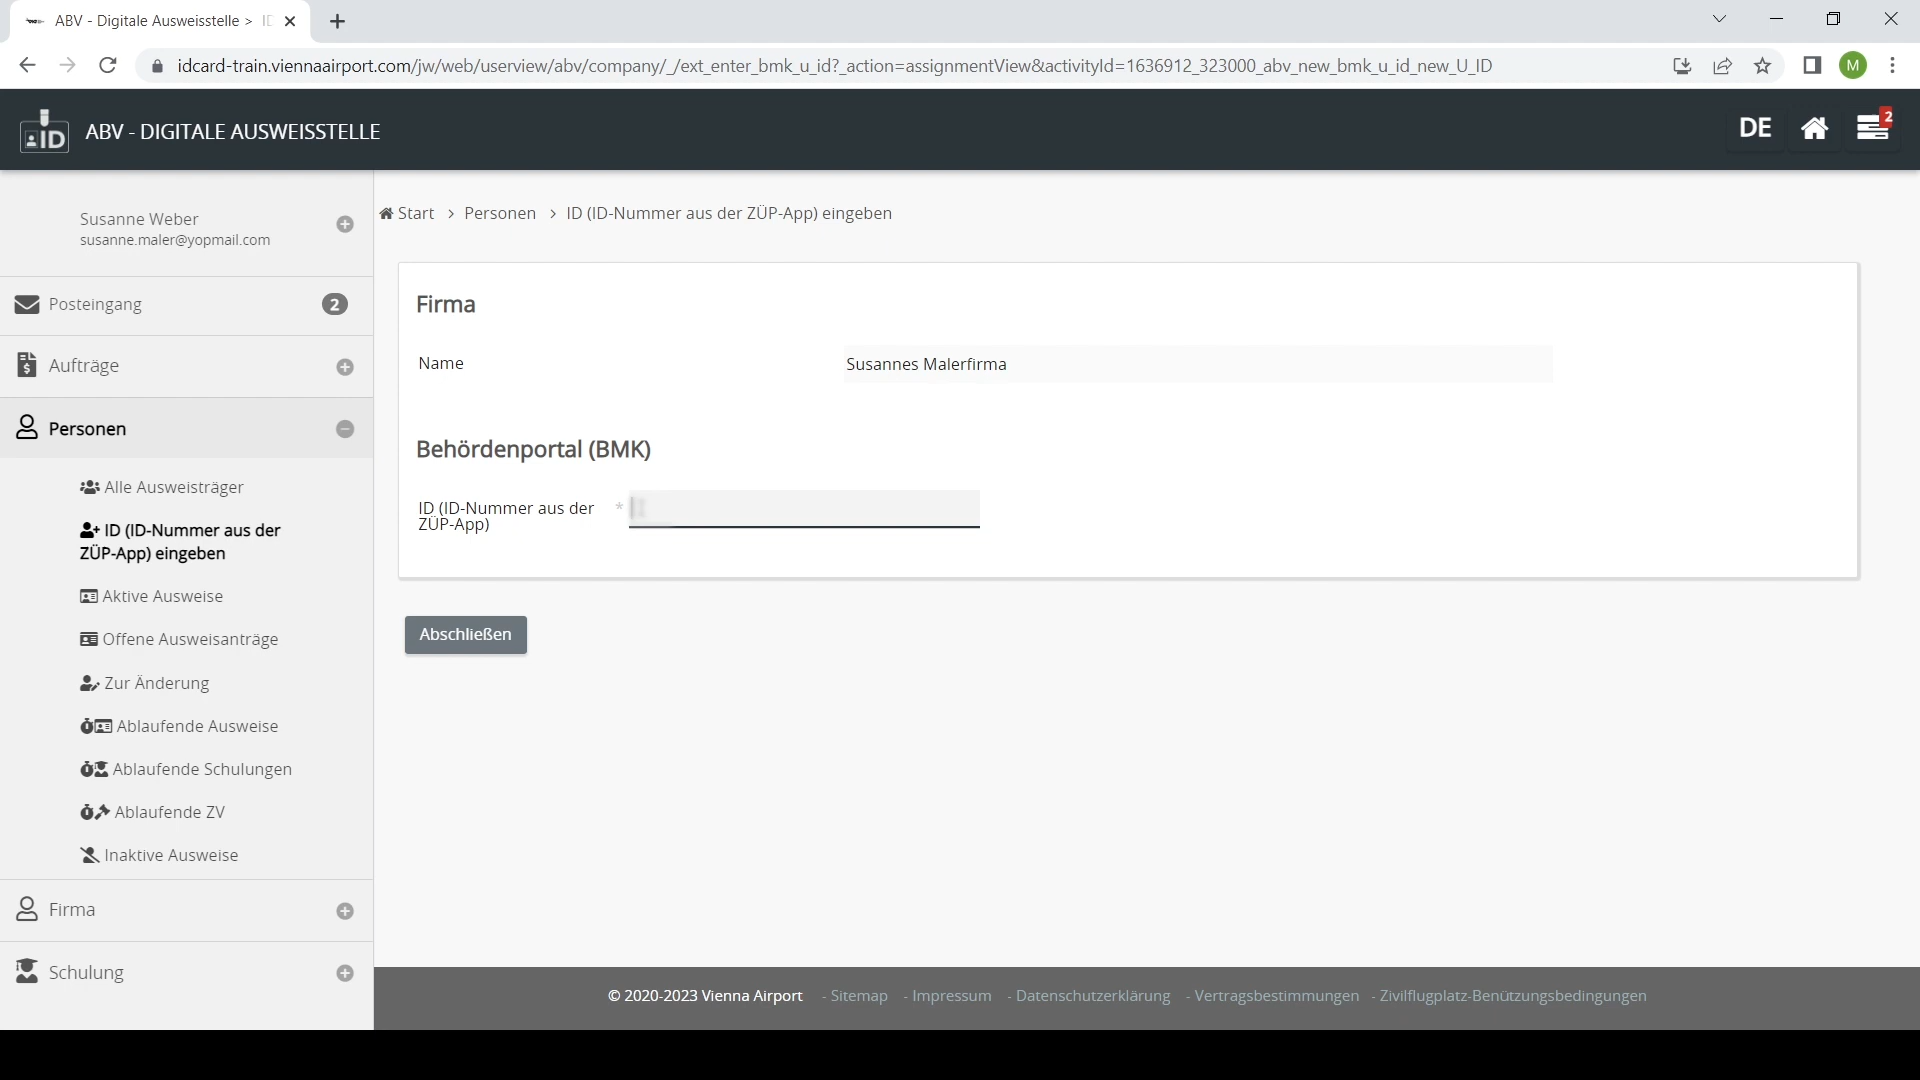 ABV - Digitale Ausweisstelle > ID
idcard-train.viennaairport.com/jw/web/userview/abv/company/_/ext_enter_bmk_u_id?_action=assignmentView&activityId=1636912_323000_abv_new_bmk_u_id_new_U_ID
M
ID ABV - DIGITALE AUSWEISSTELLE
DE
2
Susanne Weber
susanne.maler@yopmail.com
Posteingang 2
Aufträge
Personen
Alle Ausweisträger
ID (ID-Nummer aus der
ZÜP-App) eingeben
Aktive Ausweise
Offene Ausweisanträge
Zur Änderung
Ablaufende Ausweise
Ablaufende Schulungen
Ablaufende ZV
Inaktive Ausweise
Firma
Schulung
Start > Personen > ID (ID-Nummer aus der ZÜP-App) eingeben
Firma
Name Susannes Malerfirma
Behördenportal (BMK)
ID (ID-Nummer aus der *
ZÜP-App)
Abschließen
© 2020-2023 Vienna Airport - Sitemap - Impressum - Datenschutzerklärung - Vertragsbestimmungen - Zivilflugplatz-Benützungsbedingungen